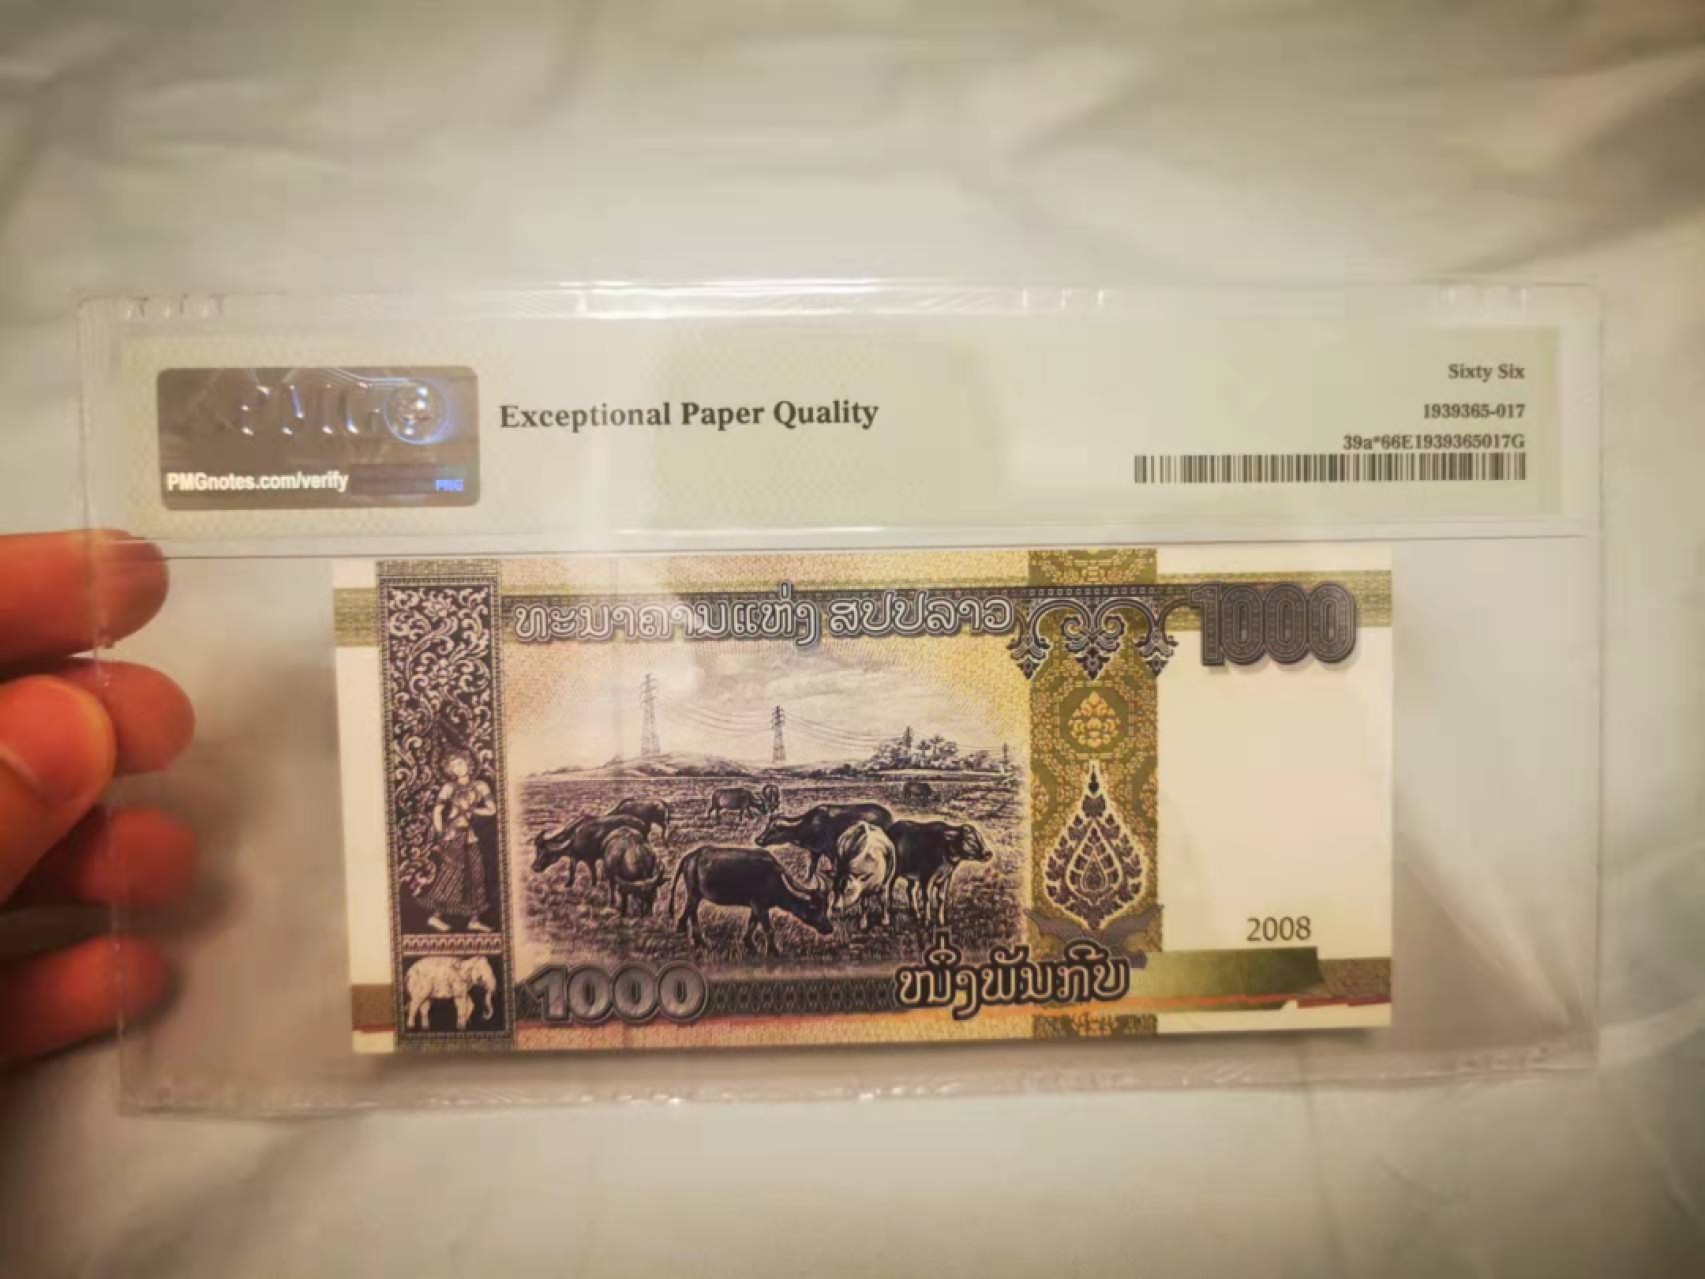 Sixty Six
PMG
Exceptional Paper Quality
1939365-017
39a*66E1939365017G
PMGnotes.com/verify
PMG
ທະນາຄານແຫ່ງ ສປປລາວ
1000
2008
1000
ໜຶ່ງພັນກີບ